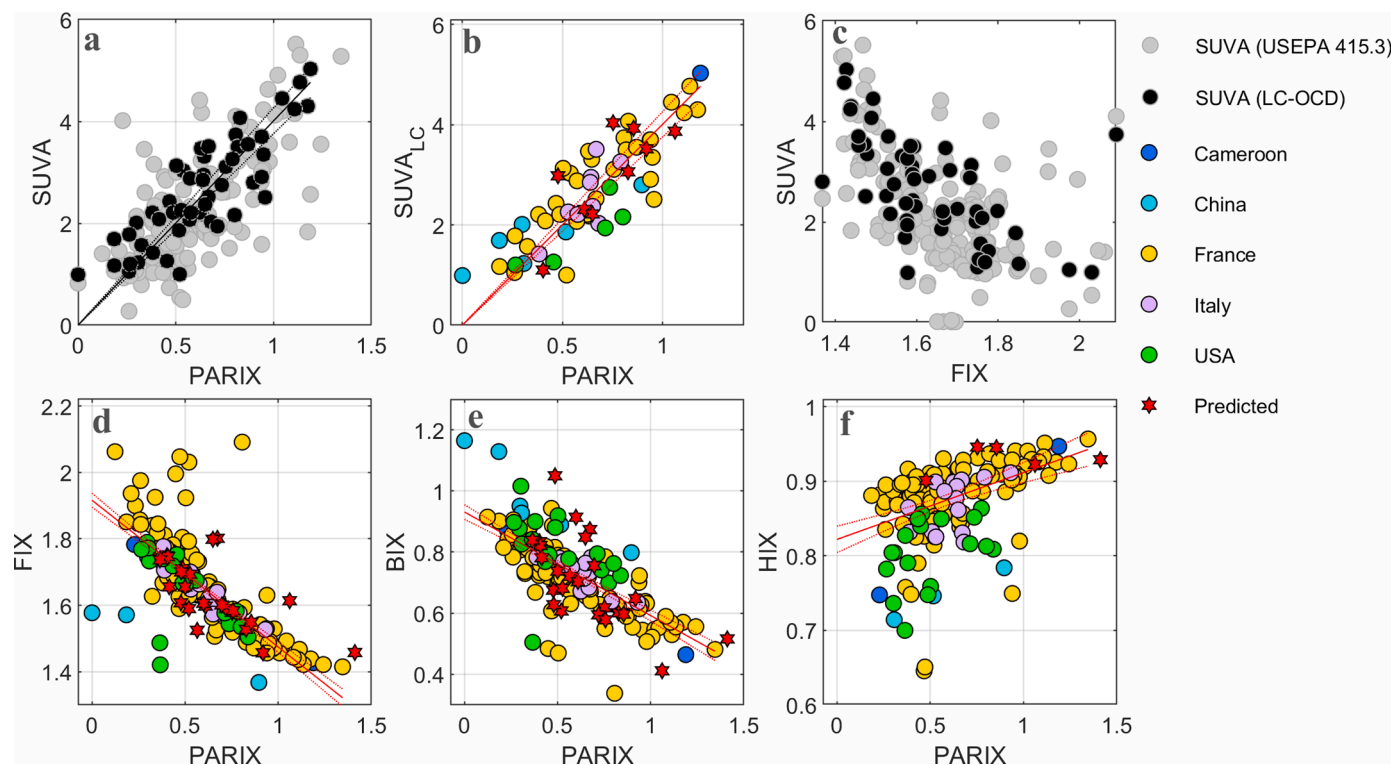 a
6
4
2
0
SUVA
0
0.5
1
1.5
PARIX
b
6
4
2
0
SUVA_LC
0
0.5
1
PARIX
c
6
4
2
0
SUVA
1.4
1.6
1.8
2
FIX
SUVA (USEPA 415.3)
SUVA (LC-OCD)
Cameroon
China
France
Italy
USA
Predicted
d
2.2
2
1.8
1.6
1.4
FIX
0
0.5
1
1.5
PARIX
e
1.2
1
0.8
0.6
0.4
BIX
0
0.5
1
1.5
PARIX
f
1
0.9
0.8
0.7
0.6
HIX
0
0.5
1
1.5
PARIX